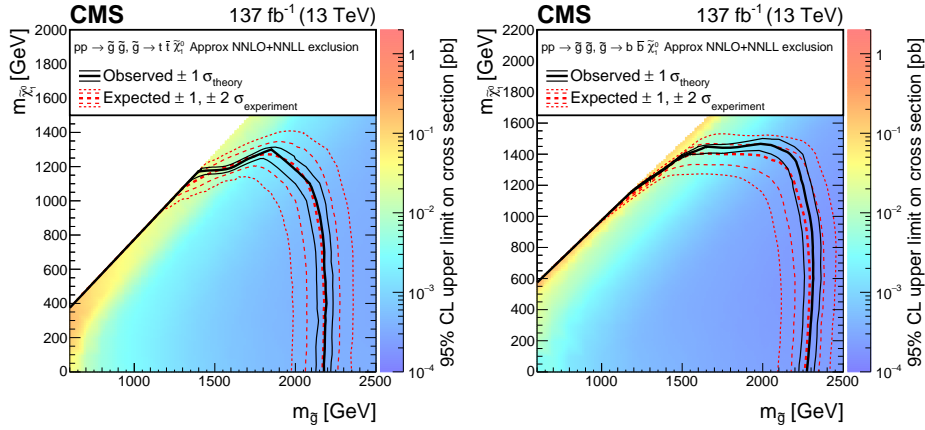 CMS 137 fb⁻¹ (13 TeV)
pp → g̃ g̃, g̃ → t t̄ χ̃⁰₁ Approx NNLO+NNLL exclusion
Observed ± 1 σ_theory
Expected ± 1, ± 2 σ_experiment
m_χ̃⁰₁ [GeV]
2000
1800
1600
1400
1200
1000
800
600
400
200
0
1000 1500 2000 2500
m_g̃ [GeV]
1
10⁻¹
10⁻²
10⁻³
10⁻⁴
95% CL upper limit on cross section [pb]
CMS 137 fb⁻¹ (13 TeV)
pp → g̃ g̃, g̃ → b b̄ χ̃⁰₁ Approx NNLO+NNLL exclusion
Observed ± 1 σ_theory
Expected ± 1, ± 2 σ_experiment
m_χ̃⁰₁ [GeV]
2000
1800
1600
1400
1200
1000
800
600
400
200
0
1000 1500 2000 2500
m_g̃ [GeV]
1
10⁻¹
10⁻²
10⁻³
10⁻⁴
95% CL upper limit on cross section [pb]